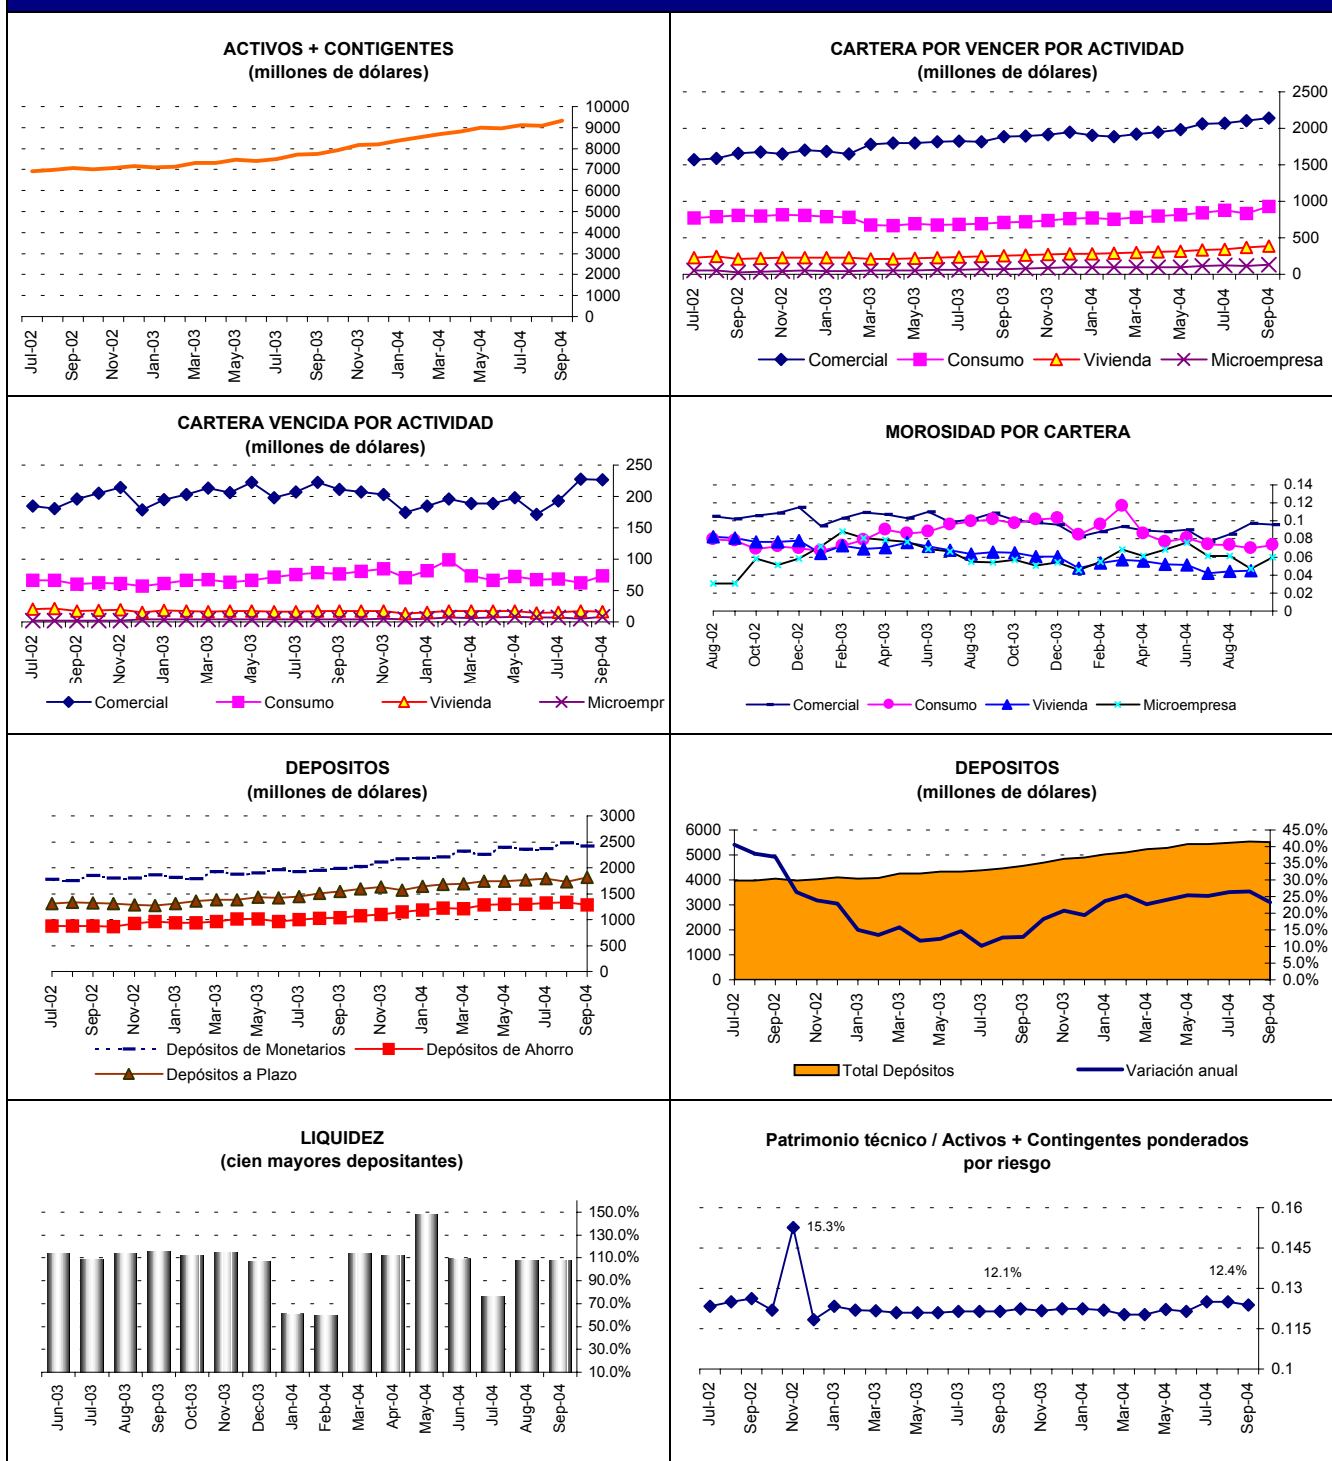 ACTIVOS + CONTIGENTES
(millones de dólares)
10000
9000
8000
7000
6000
5000
4000
3000
2000
1000
0
Jul-02 Sep-02 Nov-02 Jan-03 Mar-03 May-03 Jul-03 Sep-03 Nov-03 Jan-04 Mar-04 May-04 Jul-04 Sep-04
CARTERA POR VENCER POR ACTIVIDAD
(millones de dólares)
2500
2000
1500
1000
500
0
Jul-02 Sep-02 Nov-02 Jan-03 Mar-03 May-03 Jul-03 Sep-03 Nov-03 Jan-04 Mar-04 May-04 Jul-04 Sep-04
Comercial Consumo Vivienda Microempresa
CARTERA VENCIDA POR ACTIVIDAD
(millones de dólares)
250
200
150
100
50
0
Jul-02 Sep-02 Nov-02 Jan-03 Mar-03 May-03 Jul-03 Sep-03 Nov-03 Jan-04 Mar-04 May-04 Jul-04 Sep-04
Comercial Consumo Vivienda Microempr
MOROSIDAD POR CARTERA
0.14
0.12
0.1
0.08
0.06
0.04
0.02
0
Aug-02 Oct-02 Dec-02 Feb-03 Apr-03 Jun-03 Aug-03 Oct-03 Dec-03 Feb-04 Apr-04 Jun-04 Aug-04
Comercial Consumo Vivienda Microempresa
DEPOSITOS
(millones de dólares)
3000
2500
2000
1500
1000
500
0
Jul-02 Sep-02 Nov-02 Jan-03 Mar-03 May-03 Jul-03 Sep-03 Nov-03 Jan-04 Mar-04 May-04 Jul-04 Sep-04
Depósitos de Monetarios Depósitos de Ahorro
Depósitos a Plazo
DEPOSITOS
(millones de dólares)
6000
5000
4000
3000
2000
1000
0
45.0%
40.0%
35.0%
30.0%
25.0%
20.0%
15.0%
10.0%
5.0%
0.0%
Jul-02 Sep-02 Nov-02 Jan-03 Mar-03 May-03 Jul-03 Sep-03 Nov-03 Jan-04 Mar-04 May-04 Jul-04 Sep-04
Total Depósitos Variación anual
LIQUIDEZ
(cien mayores depositantes)
150.0%
130.0%
110.0%
90.0%
70.0%
50.0%
30.0%
10.0%
Jun-03 Jul-03 Aug-03 Sep-03 Oct-03 Nov-03 Dec-03 Jan-04 Feb-04 Mar-04 Apr-04 May-04 Jun-04 Jul-04 Aug-04 Sep-04
Patrimonio técnico / Activos + Contingentes ponderados
por riesgo
0.16
0.145
0.13
0.115
0.1
15.3%
12.1%
12.4%
Jul-02 Sep-02 Nov-02 Jan-03 Mar-03 May-03 Jul-03 Sep-03 Nov-03 Jan-04 Mar-04 May-04 Jul-04 Sep-04